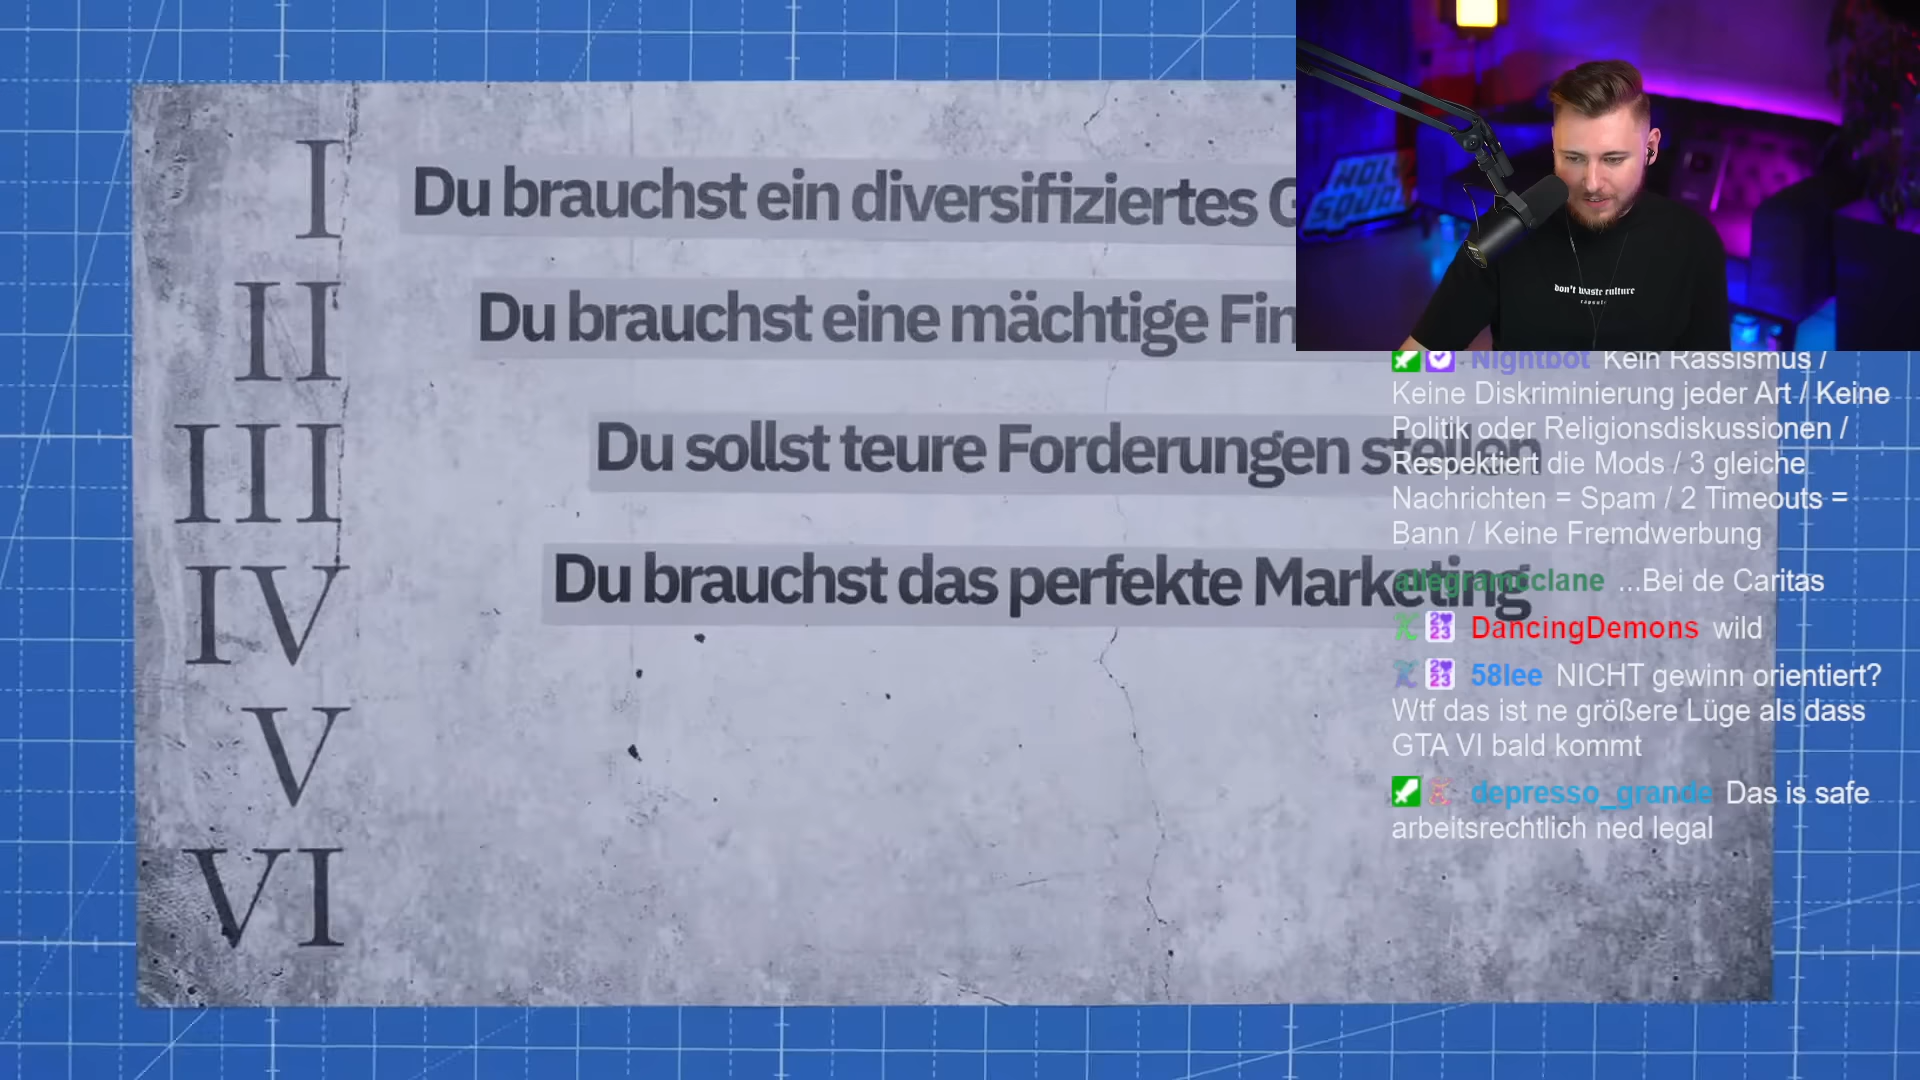 I
Du brauchst ein diversifiziertes
II
Du brauchst eine mächtige
III
Du sollst teure Forderungen stellen
IV
Du brauchst das perfekte Marketing
V
VI
don't waste culture
Nightbot Kein Rassismus /
Keine Diskriminierung jeder Art / Keine
Politik oder Religionsdiskussionen /
Respektiert die Mods / 3 gleiche
Nachrichten = Spam / 2 Timeouts =
Bann / Keine Fremdwerbung
allegramcclane ...Bei de Caritas
DancingDemons wild
58lee NICHT gewinn orientiert?
Wtf das ist ne größere Lüge als dass
GTA VI bald kommt
depresso_grande Das is safe
arbeitsrechtlich ned legal